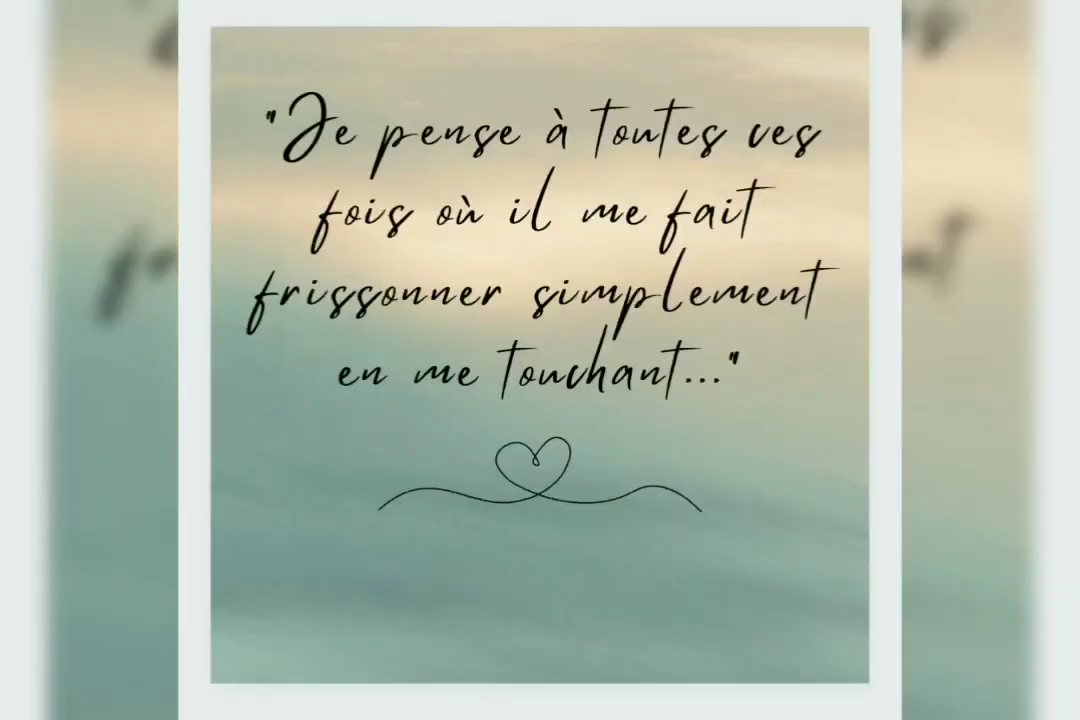 "Je pense à toutes ces
fois où il me fait
frissonner simplement
en me touchant..."